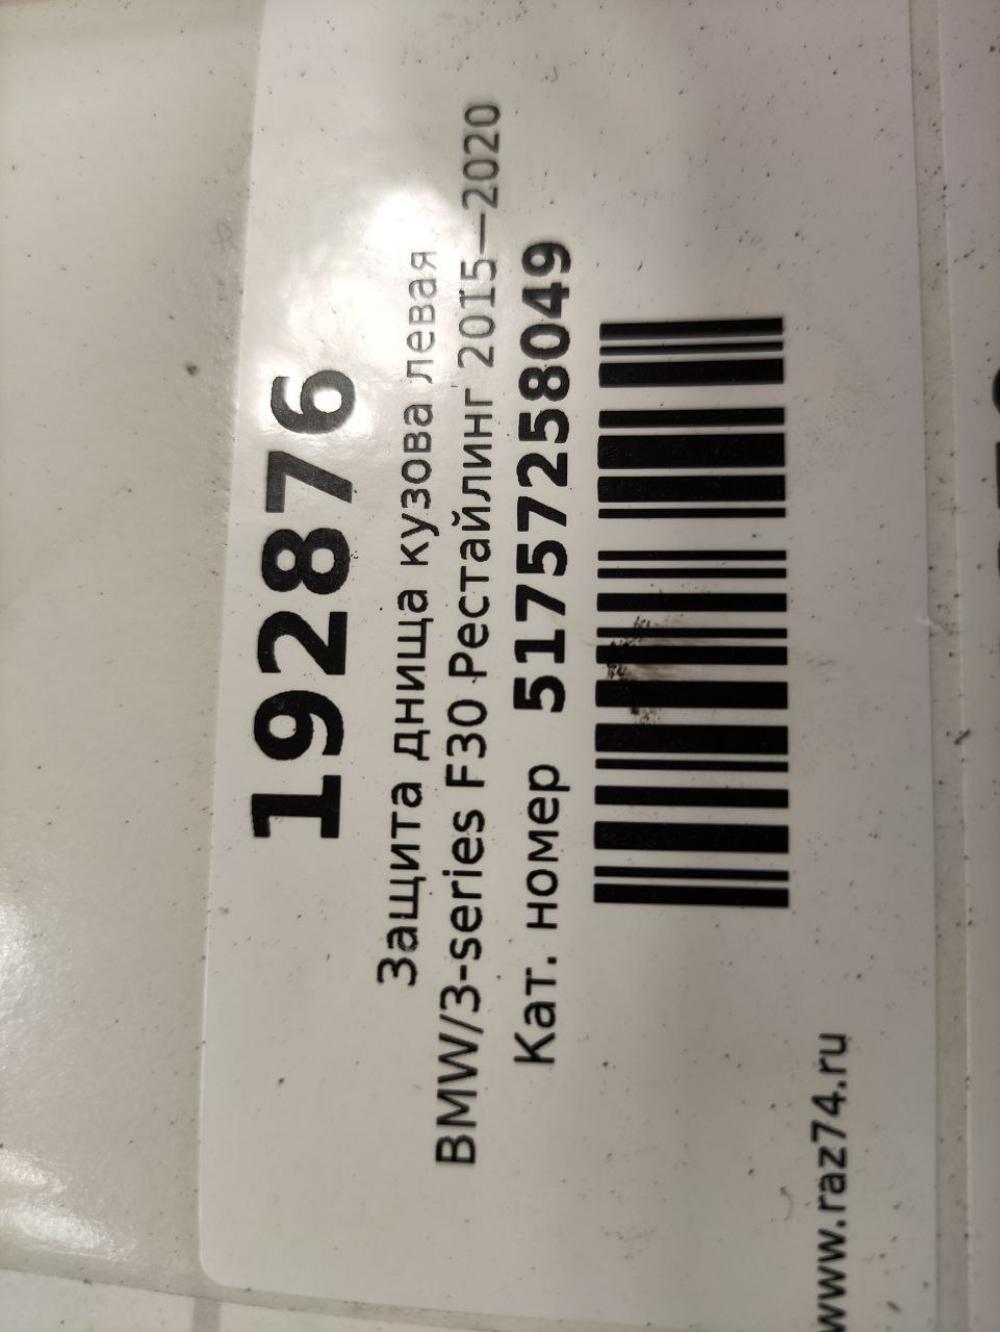 192876
Защита днища кузова левая
BMW/3-series F30 Рестайлинг 2015—2020
Кат. номер 51757258049
www.raz74.ru